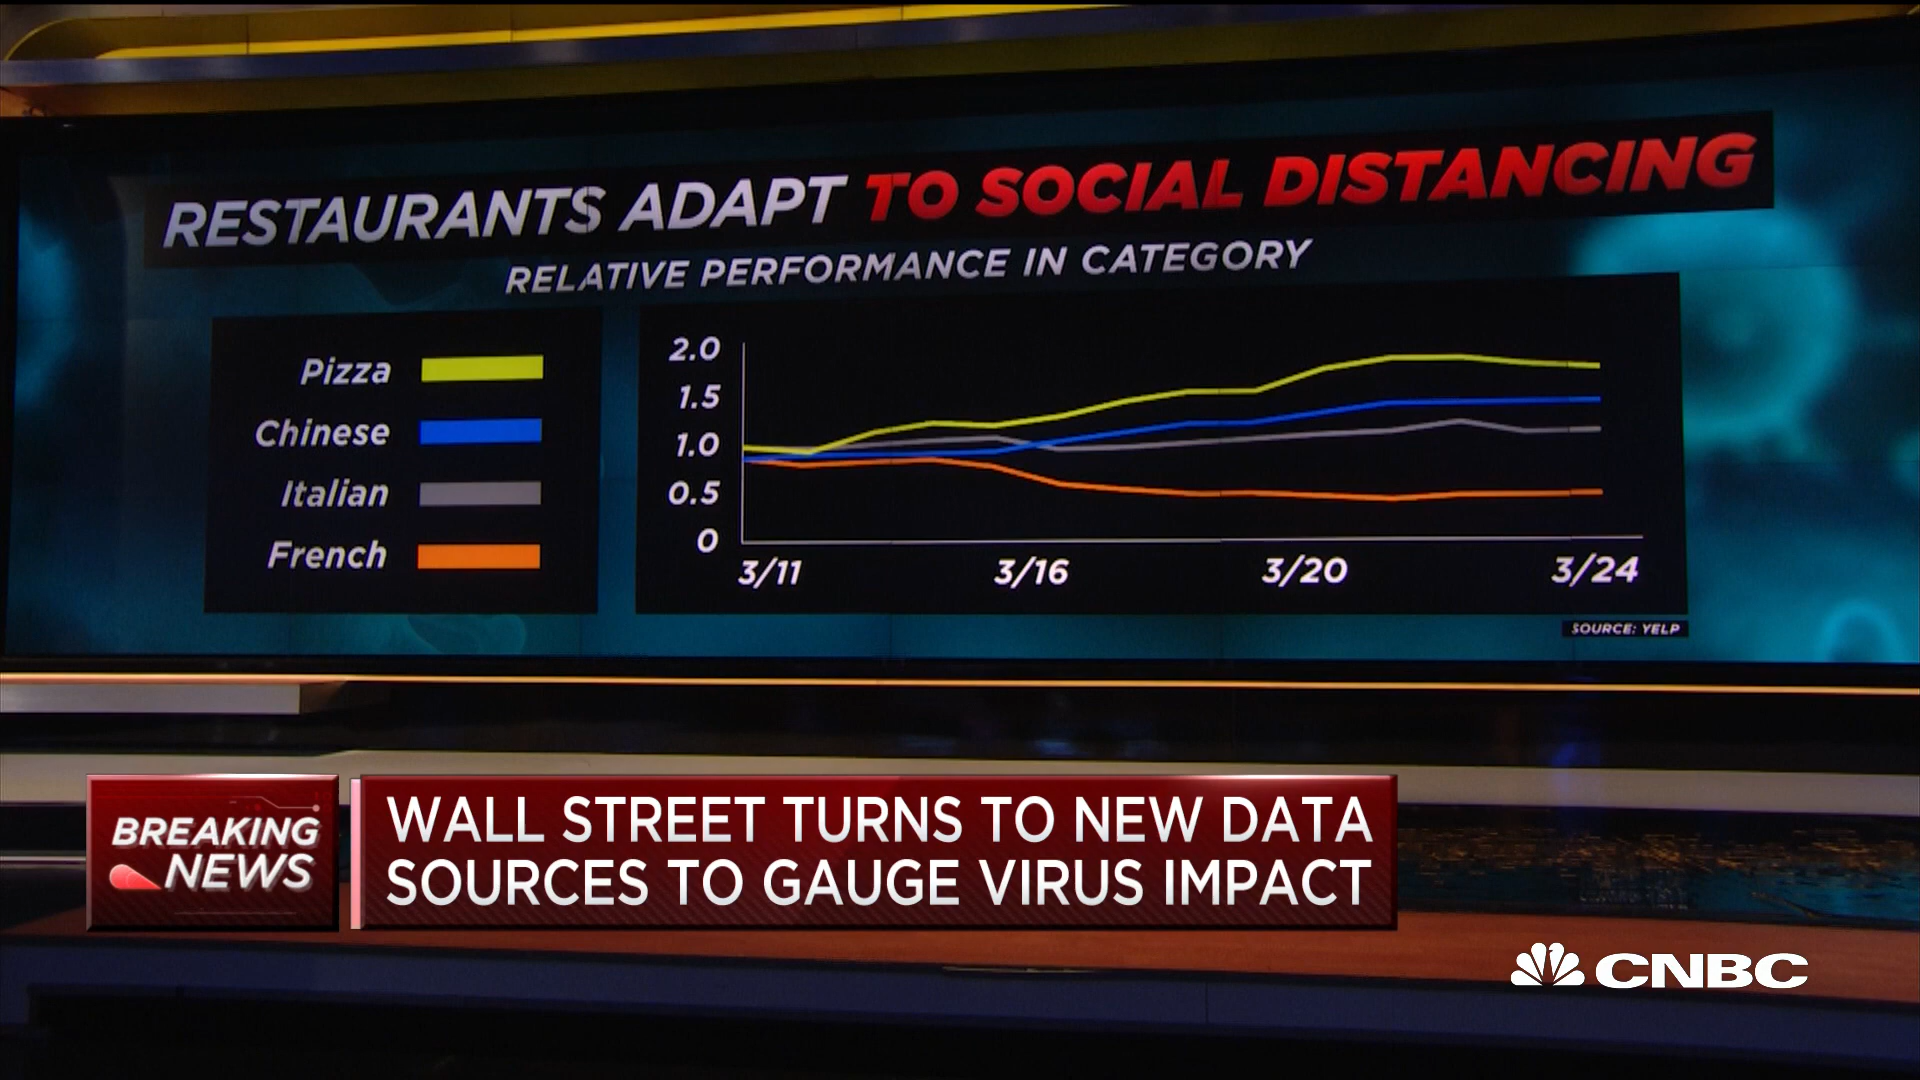 RESTAURANTS ADAPT TO SOCIAL DISTANCING
RELATIVE PERFORMANCE IN CATEGORY
Pizza
Chinese
Italian
French
2.0
1.5
1.0
0.5
0
3/11 3/16 3/20 3/24
SOURCE: YELP
BREAKING NEWS
WALL STREET TURNS TO NEW DATA
SOURCES TO GAUGE VIRUS IMPACT
CNBC